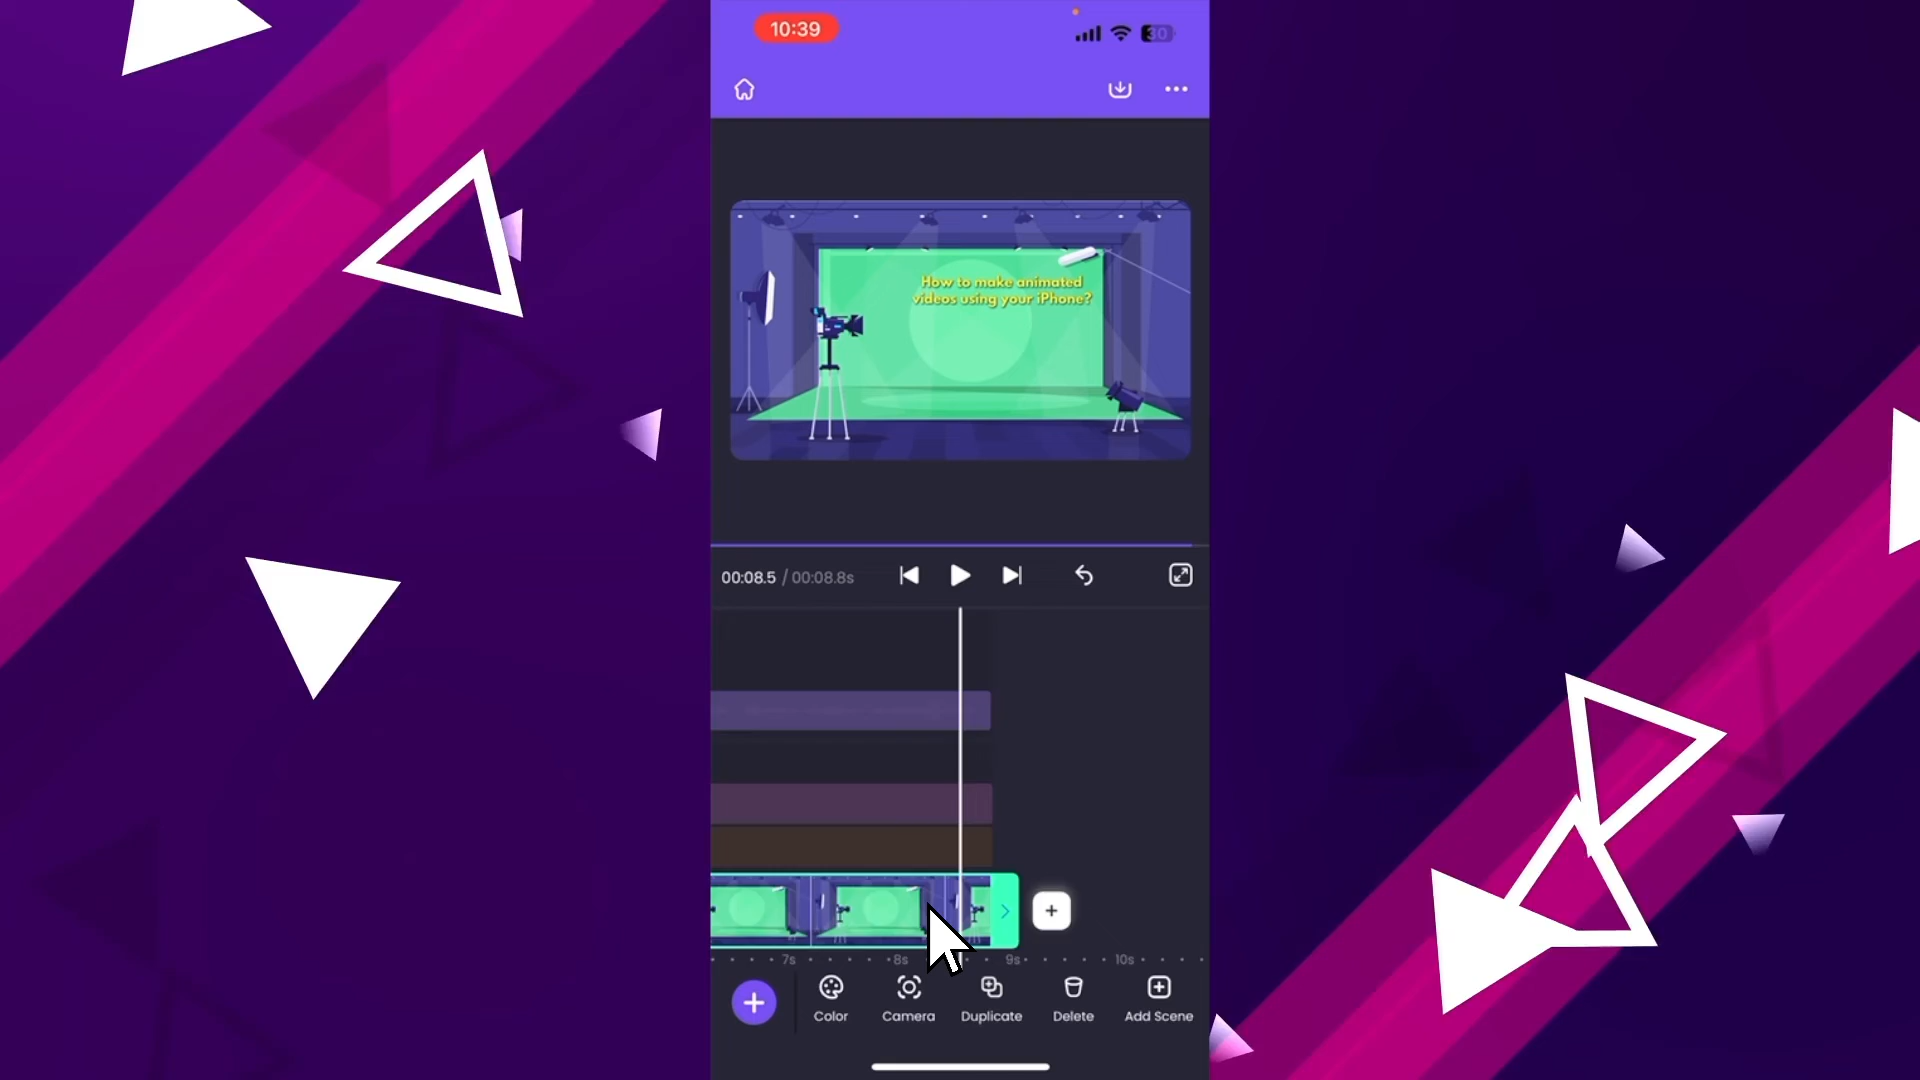 10:39
30
How to make animated
videos using your iPhone?
00:08.5 / 00:08.8s
7s 8s 9s 10s
Color Camera Duplicate Delete Add Scene